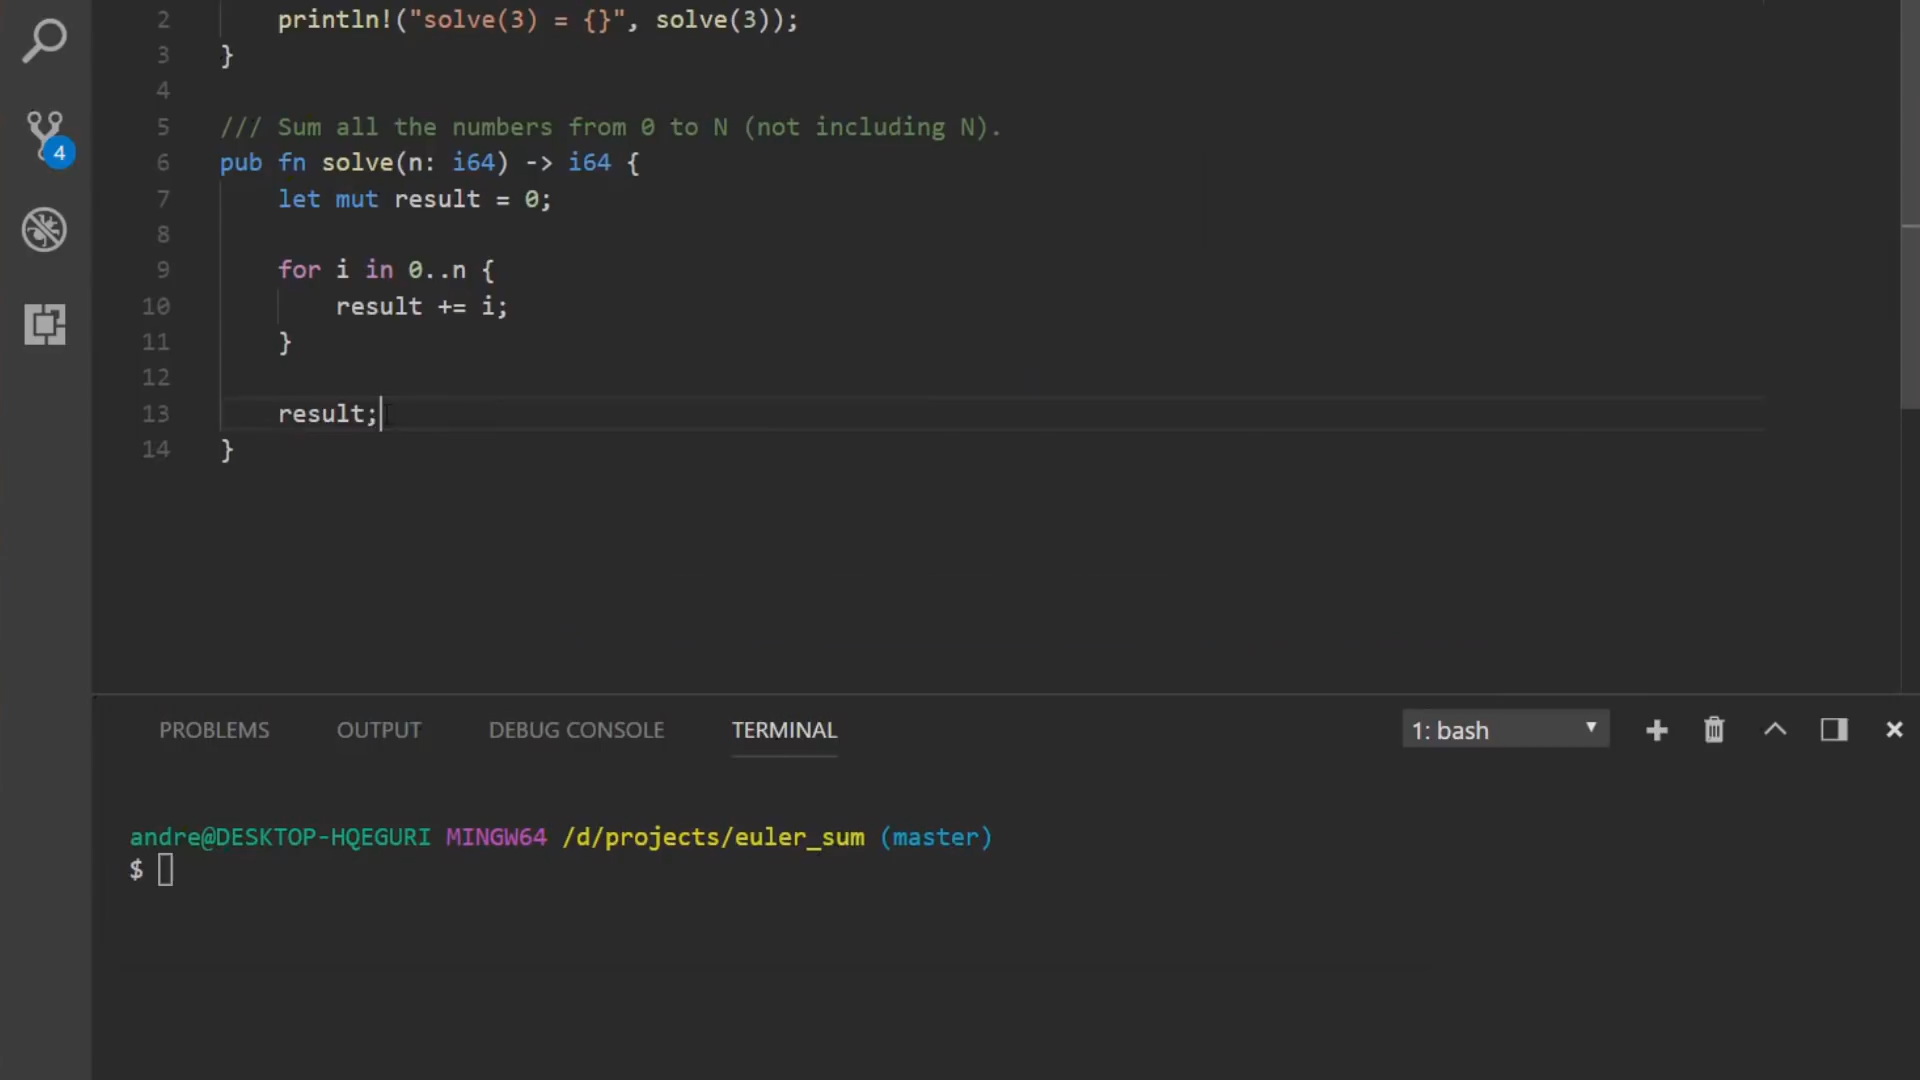 2 println!("solve(3) = {}", solve(3));
3 }
4
5 /// Sum all the numbers from 0 to N (not including N).
6 pub fn solve(n: i64) -> i64 {
7 let mut result = 0;
8
9 for i in 0..n {
10 result += i;
11 }
12
13 result;
14 }
4
PROBLEMS OUTPUT DEBUG CONSOLE TERMINAL 1: bash
andre@DESKTOP-HQEGURI MINGW64 /d/projects/euler_sum (master)
$